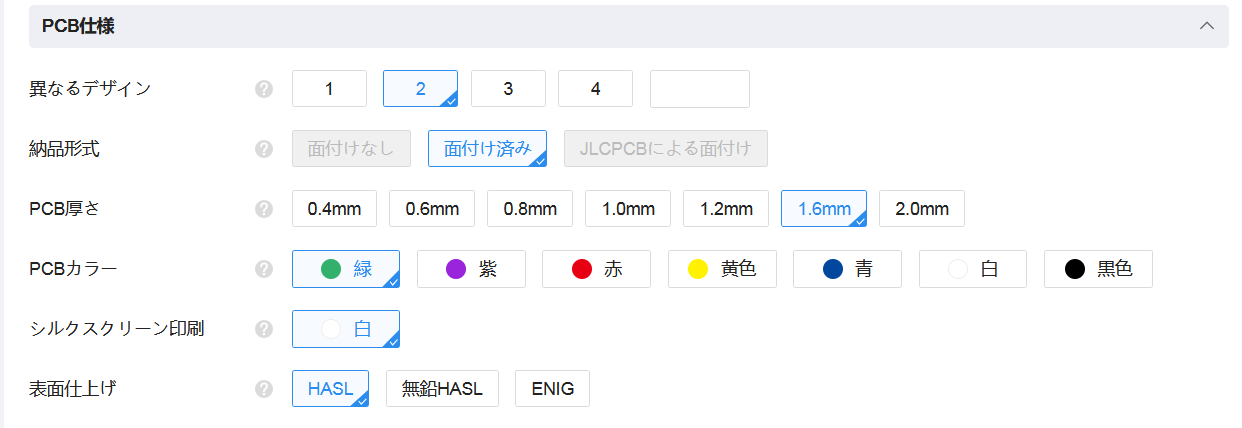 PCB仕様
異なるデザイン ? 1 2 3 4
納品形式 ? 面付けなし 面付け済み JLCPCBによる面付け
PCB厚さ ? 0.4mm 0.6mm 0.8mm 1.0mm 1.2mm 1.6mm 2.0mm
PCBカラー ? 緑 紫 赤 黄色 青 白 黒色
シルクスクリーン印刷 ? 白
表面仕上げ ? HASL 無鉛HASL ENIG